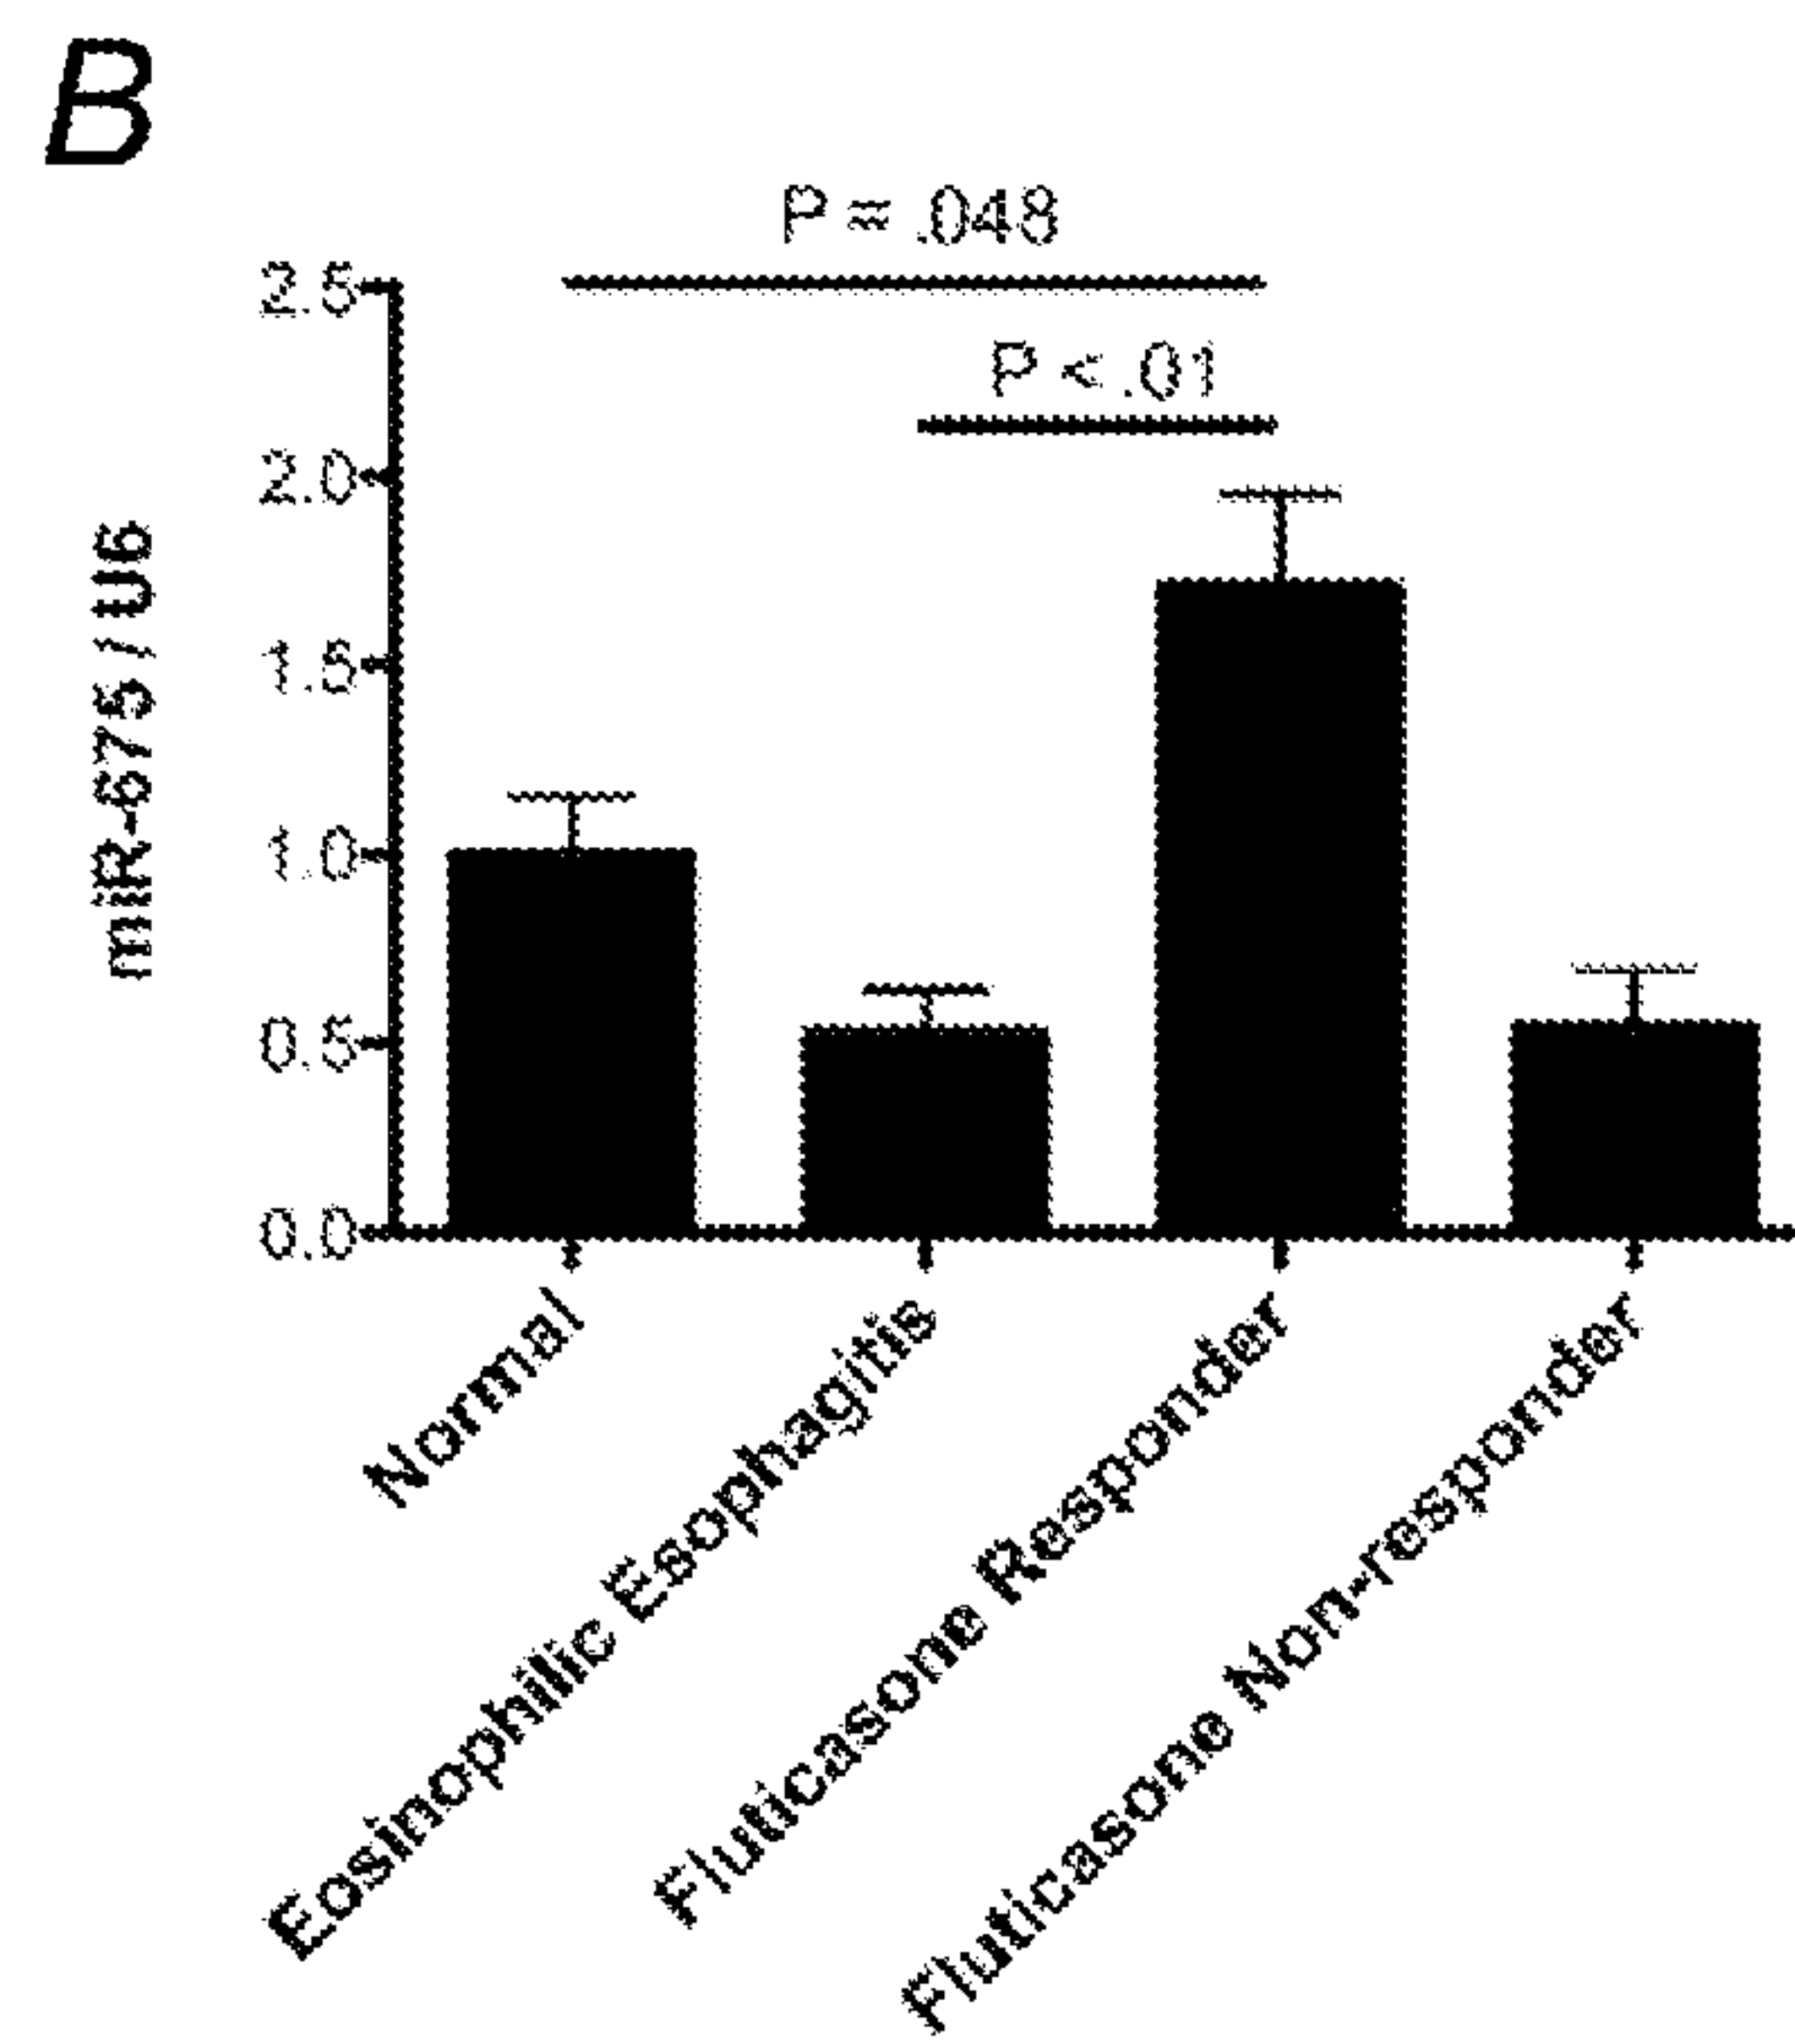 B
P = .048
P < .01
2.5
2.0
1.5
1.0
0.5
0.0
miR-675 / U6
Normal
Eosinophilic Esophagitis
Fluticasone Responder
Fluticasone Non-responder